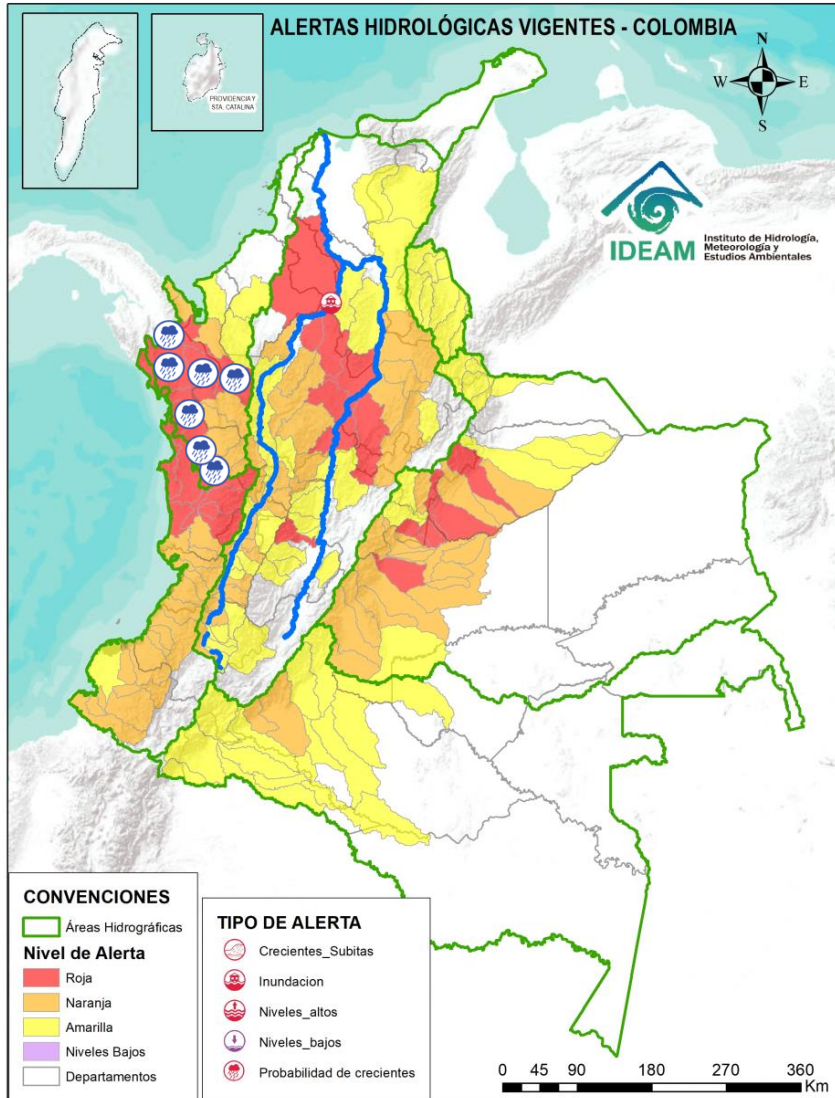 ALERTAS HIDROLÓGICAS VIGENTES - COLOMBIA
PROVIDENCIA Y
STA. CATALINA
N
W
E
S
IDEAM
Instituto de Hidrología,
Meteorología y
Estudios Ambientales
CONVENCIONES
Áreas Hidrográficas
Nivel de Alerta
Roja
Naranja
Amarilla
Niveles Bajos
Departamentos
TIPO DE ALERTA
Crecientes_Subitas
Inundacion
Niveles_altos
Niveles_bajos
Probabilidad de crecientes
0 45 90 180 270 360
Km